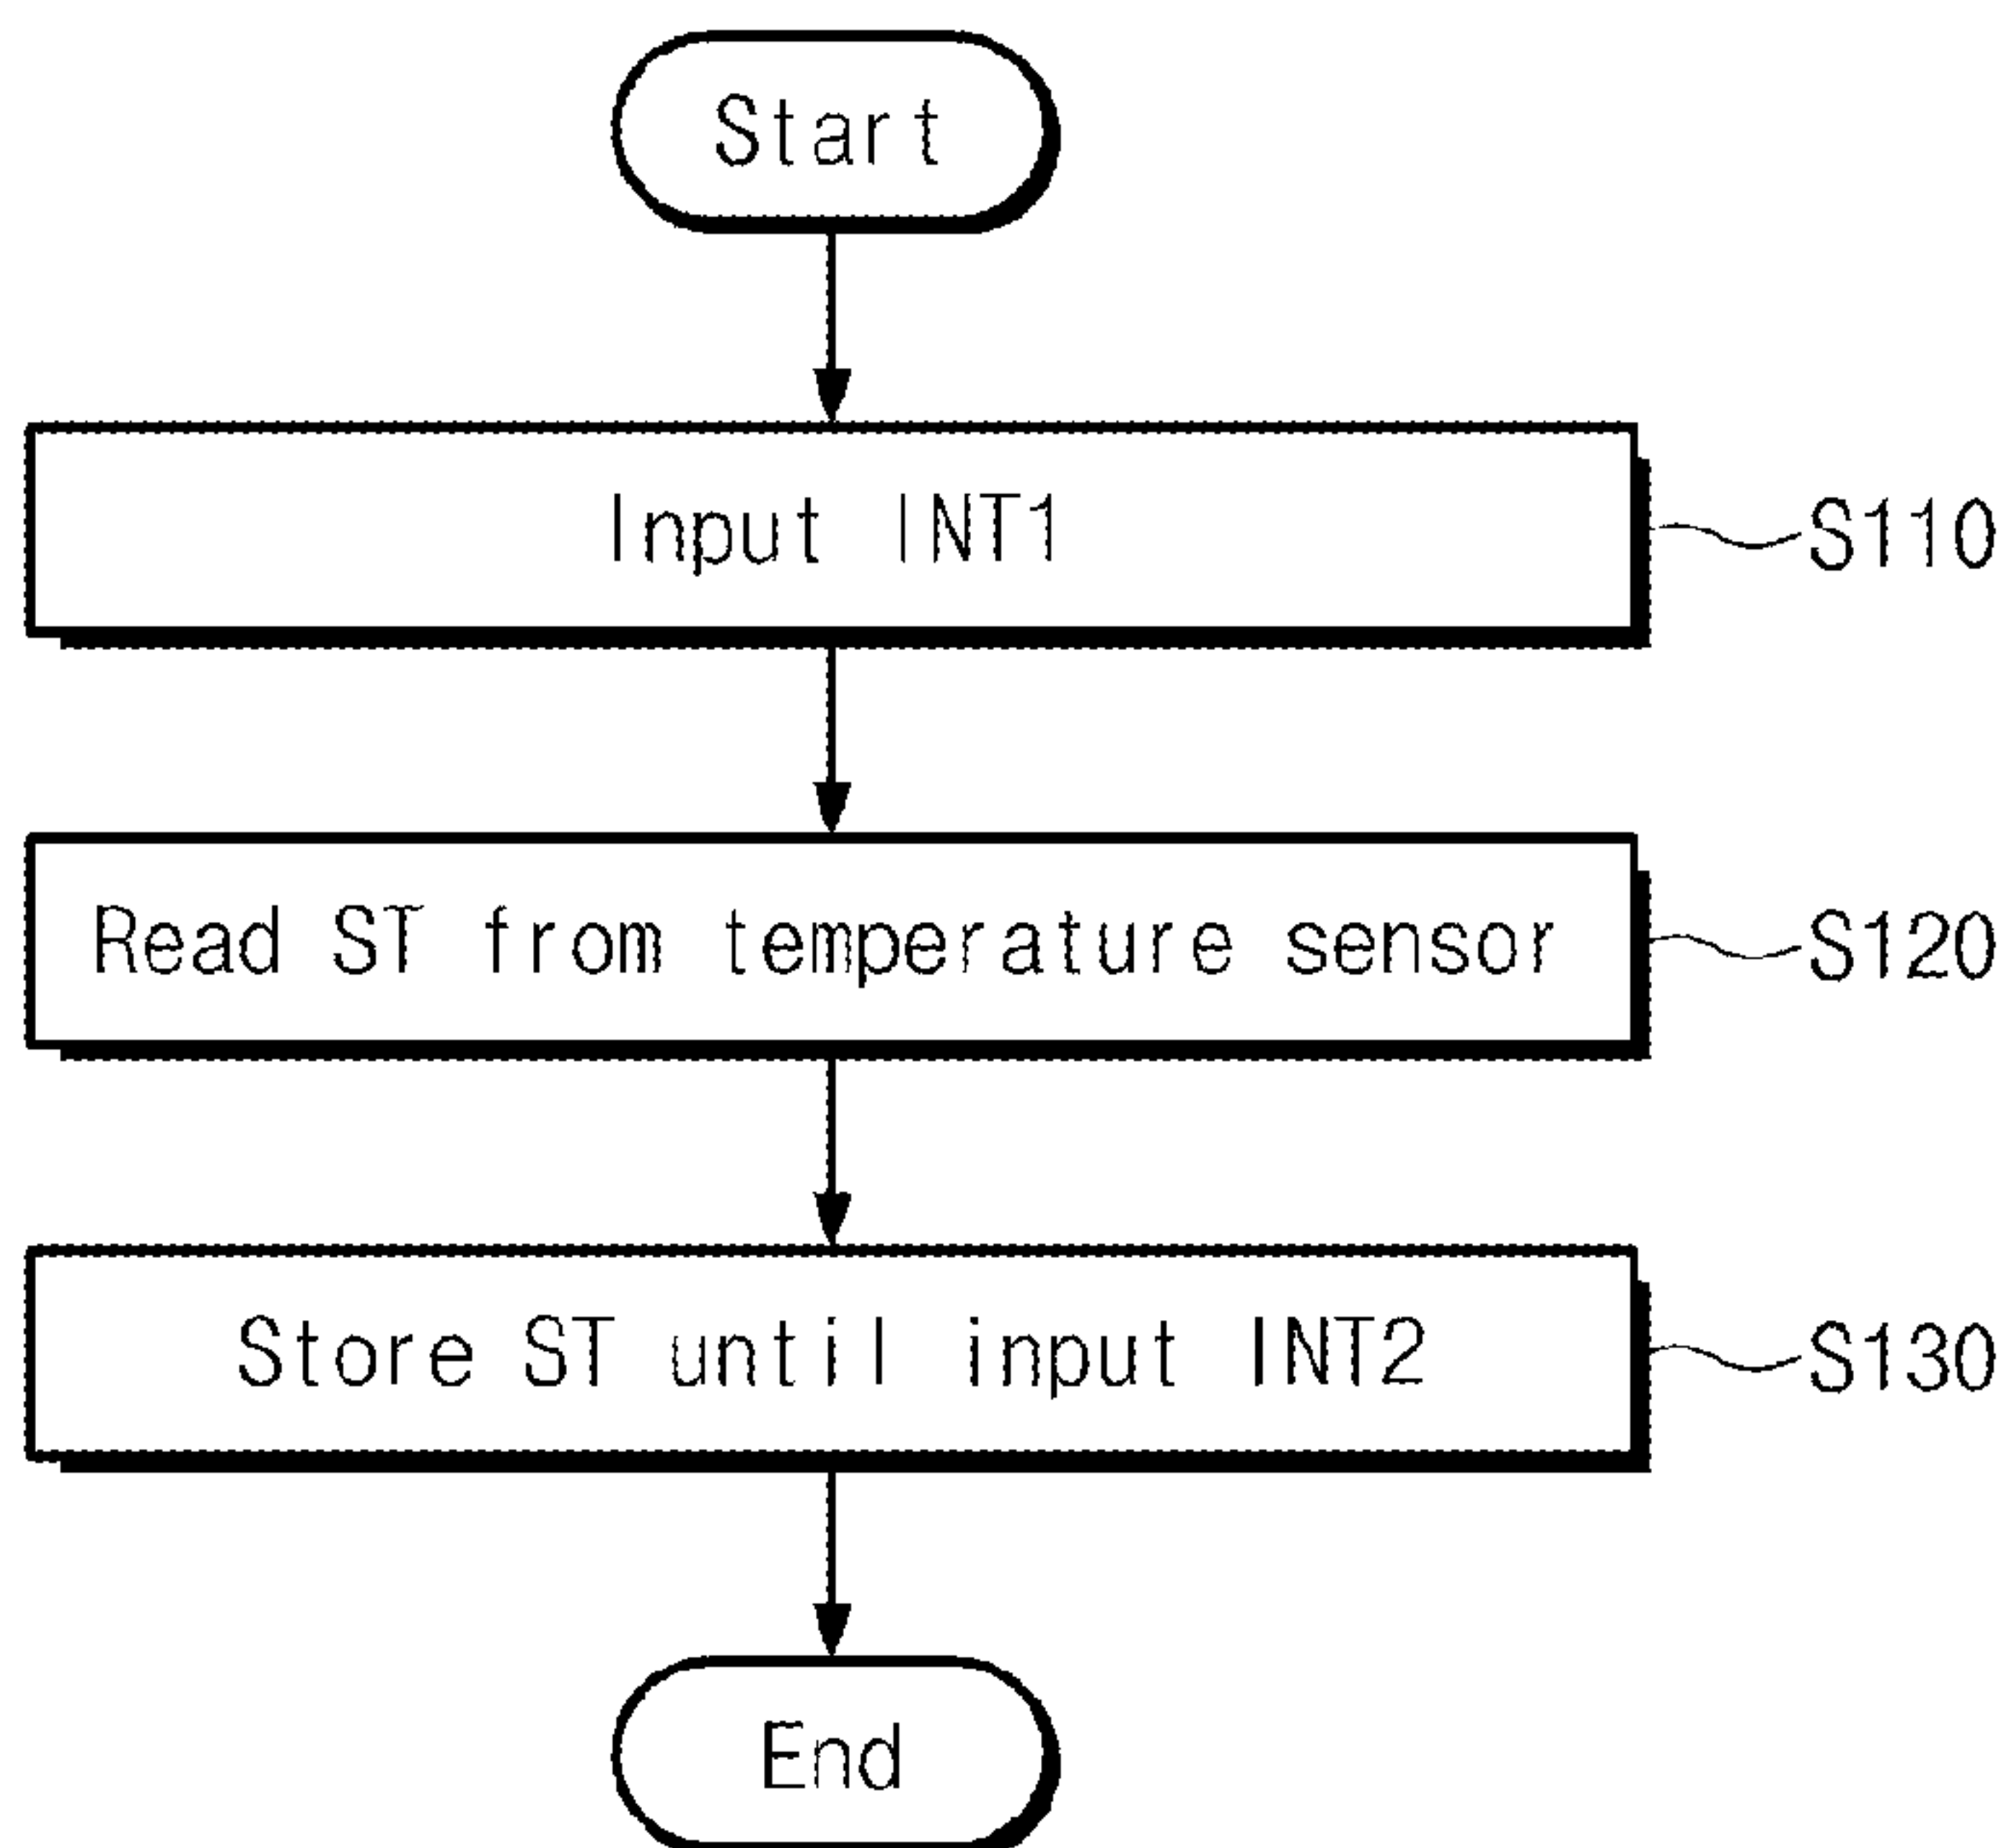 Start
Input INT1
S110
Read ST from temperature sensor
S120
Store ST until input INT2
S130
End